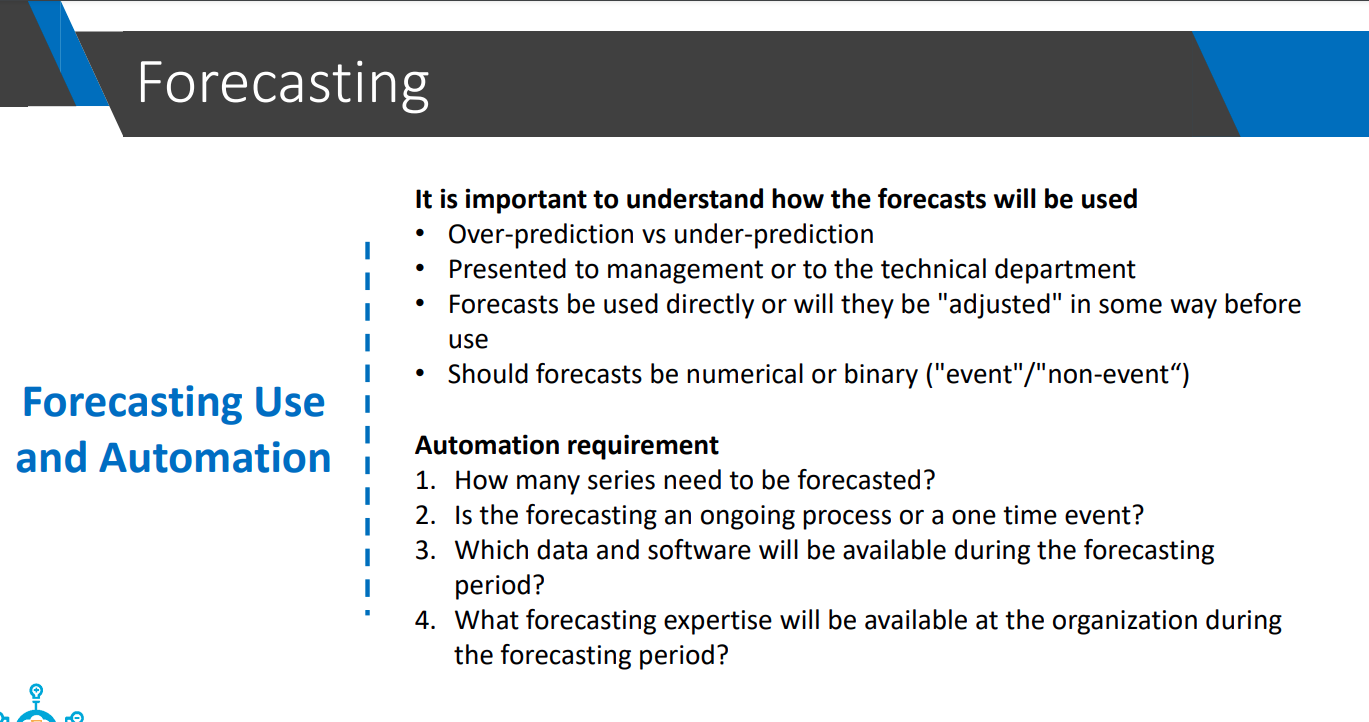 Forecasting
Forecasting Use
and Automation
It is important to understand how the forecasts will be used
• Over-prediction vs under-prediction
• Presented to management or to the technical department
• Forecasts be used directly or will they be "adjusted" in some way before
use
• Should forecasts be numerical or binary ("event"/"non-event“)
Automation requirement
1. How many series need to be forecasted?
2. Is the forecasting an ongoing process or a one time event?
3. Which data and software will be available during the forecasting
period?
4. What forecasting expertise will be available at the organization during
the forecasting period?